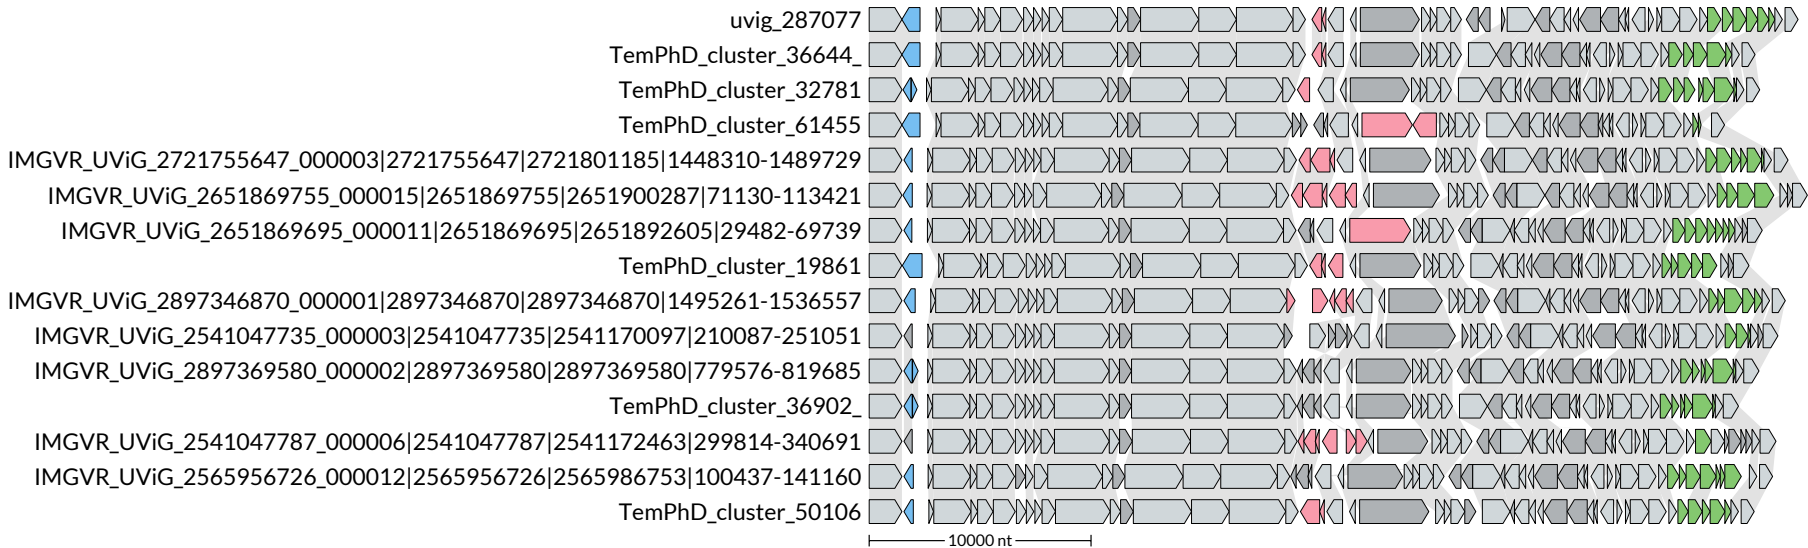 uvig_287077
TemPhD_cluster_36644_
TemPhD_cluster_32781
TemPhD_cluster_61455
IMGVR_UViG_2721755647_000003|2721755647|2721801185|1448310-1489729
IMGVR_UViG_2651869755_000015|2651869755|2651900287|71130-113421
IMGVR_UViG_2651869695_000011|2651869695|2651892605|29482-69739
TemPhD_cluster_19861
IMGVR_UViG_2897346870_000001|2897346870|2897346870|1495261-1536557
IMGVR_UViG_2541047735_000003|2541047735|2541170097|210087-251051
IMGVR_UViG_2897369580_000002|2897369580|2897369580|779576-819685
TemPhD_cluster_36902_
IMGVR_UViG_2541047787_000006|2541047787|2541172463|299814-340691
IMGVR_UViG_2565956726_000012|2565956726|2565986753|100437-141160
TemPhD_cluster_50106
10000 nt